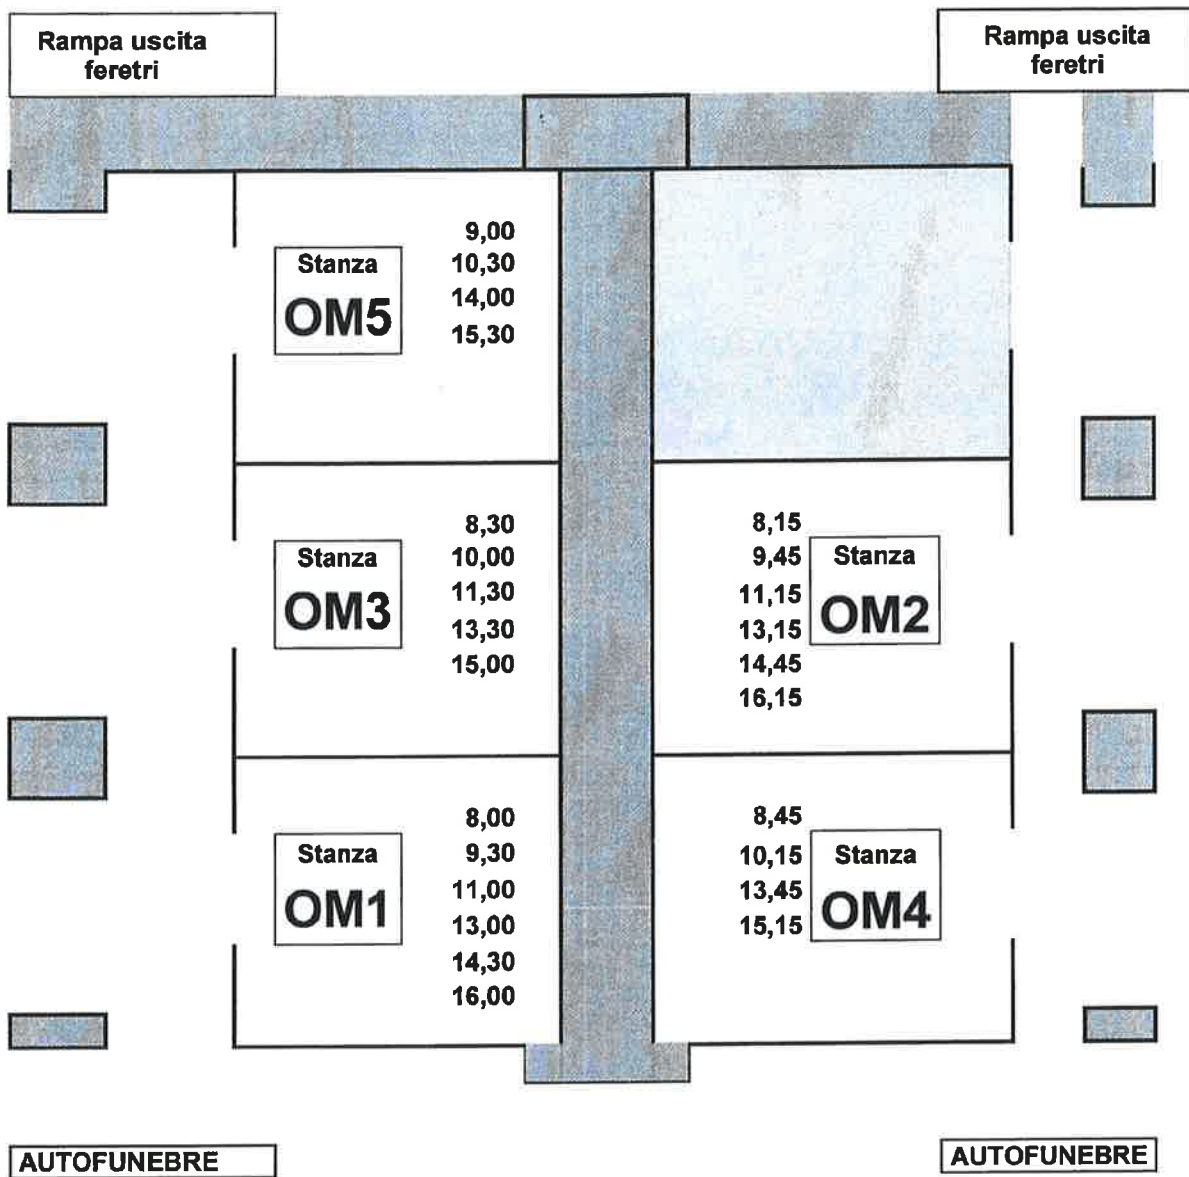 Rampa uscita
feretri
Rampa uscita
feretri
Stanza
OM5
9,00
10,30
14,00
15,30
Stanza
OM3
8,30
10,00
11,30
13,30
15,00
8,15
9,45
11,15
13,15
14,45
16,15
Stanza
OM2
Stanza
OM1
8,00
9,30
11,00
13,00
14,30
16,00
8,45
10,15
13,45
15,15
Stanza
OM4
AUTOFUNEBRE
AUTOFUNEBRE